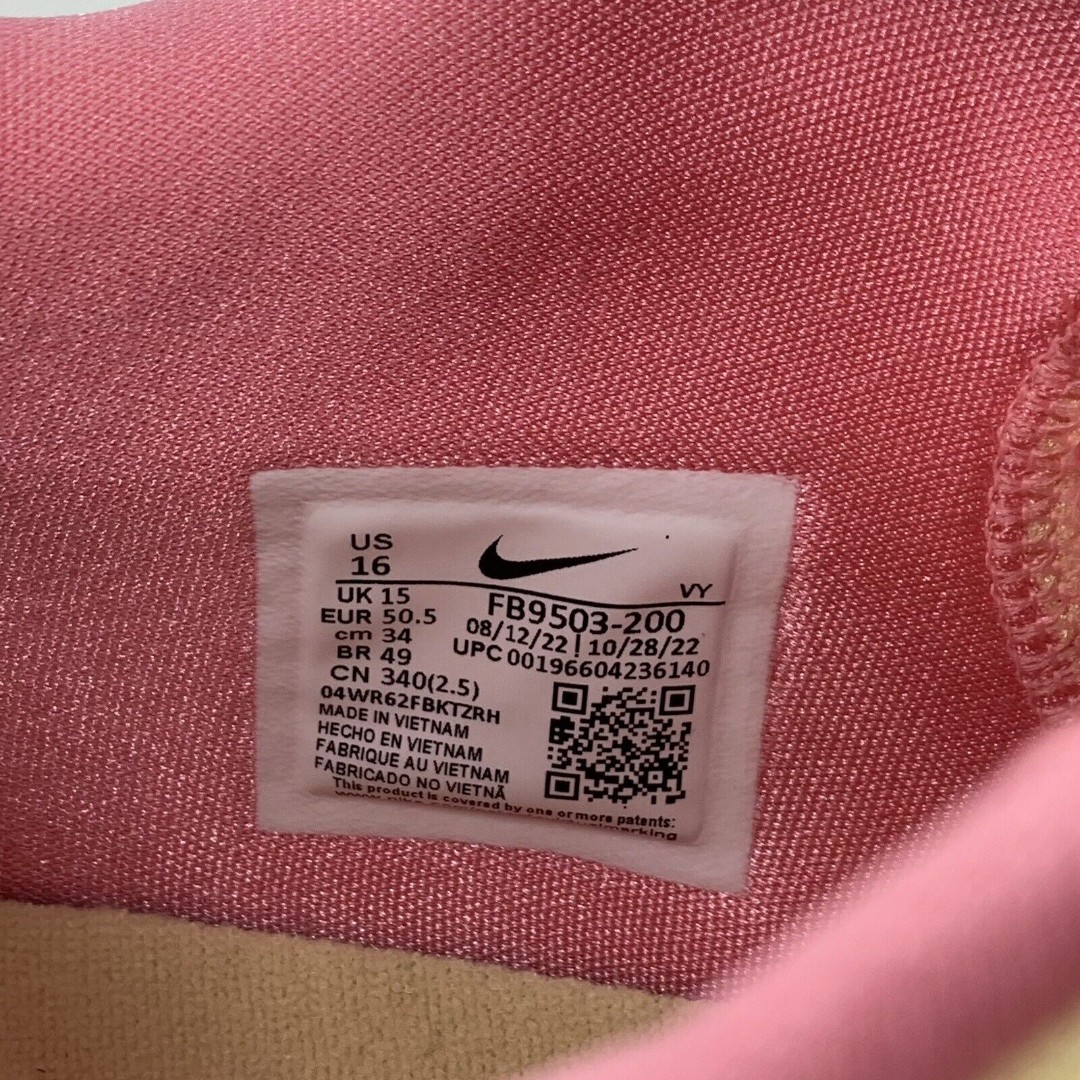 US
16
VY
UK 15
EUR 50.5
cm 34
BR 49
CN 340(2.5)
FB9503-200
08/12/22 | 10/28/22
UPC 00196604236140
04WR62FBKTZRH
MADE IN VIETNAM
HECHO EN VIETNAM
FABRIQUE AU VIETNAM
FABRICADO NO VIETNÃ
This product is covered by one or more patents: